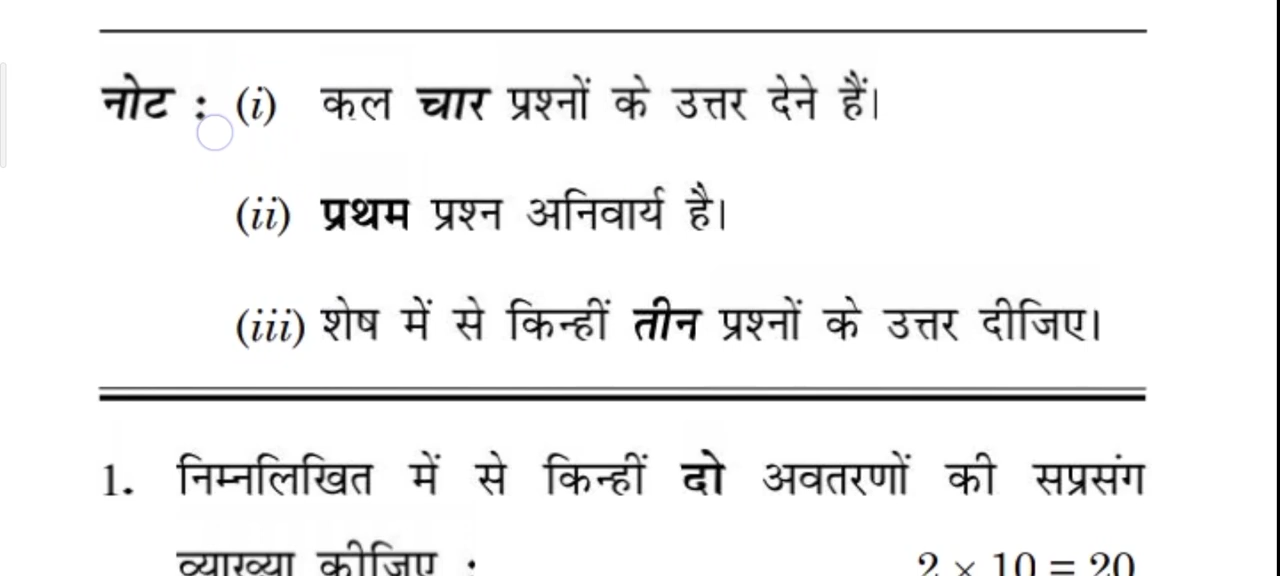 नोट : (i) कुल चार प्रश्नों के उत्तर देने हैं।
(ii) प्रथम प्रश्न अनिवार्य है।
(iii) शेष में से किन्हीं तीन प्रश्नों के उत्तर दीजिए।
1. निम्नलिखित में से किन्हीं दो अवतरणों की सप्रसंग
व्याख्या कीजिए : 2 × 10 = 20